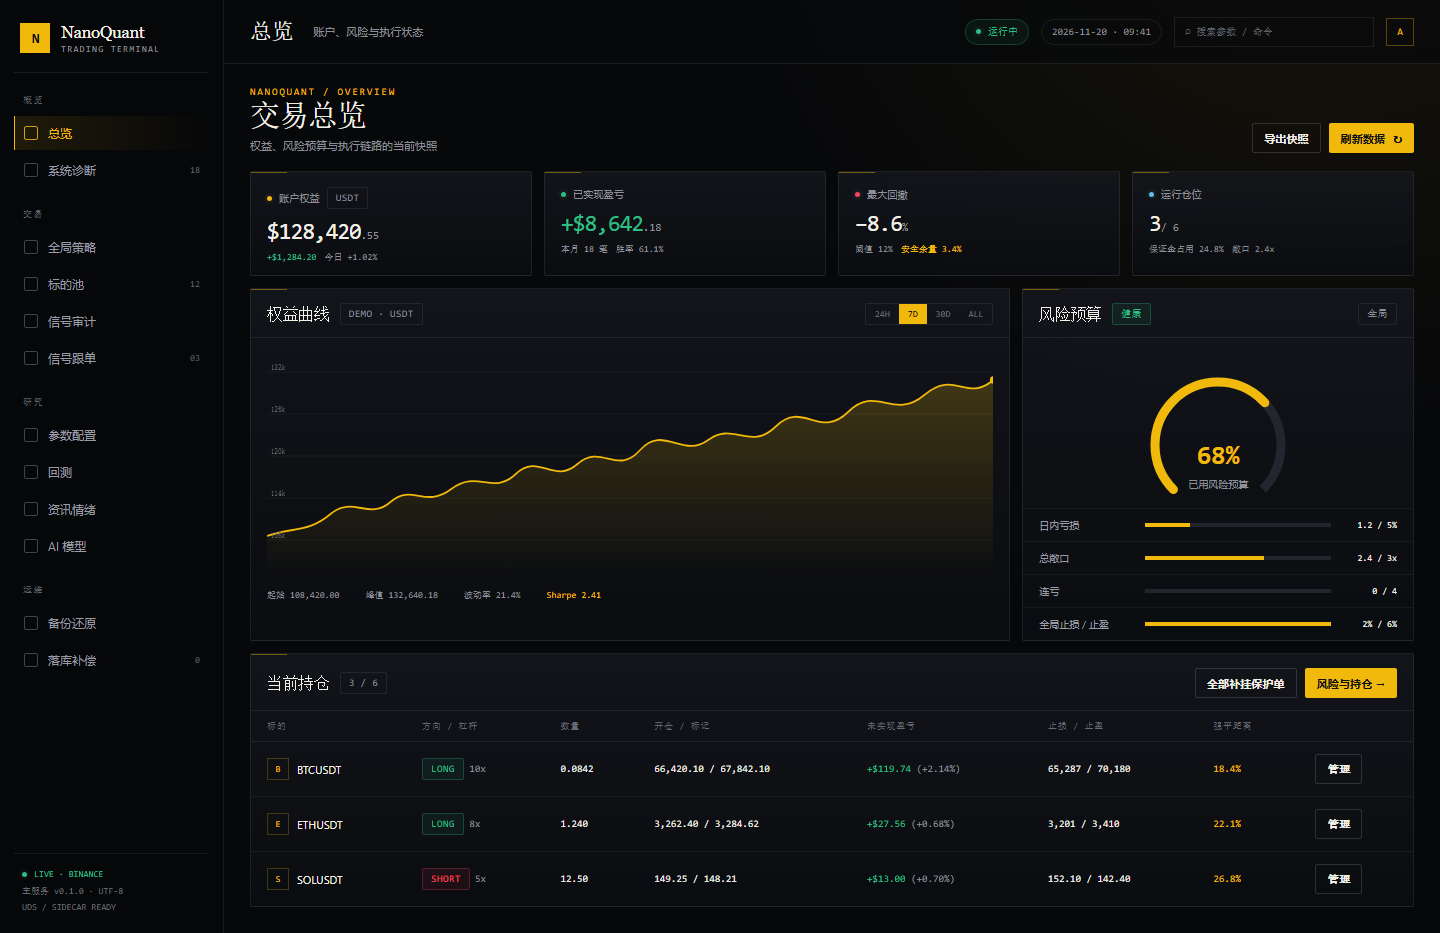 N NanoQuant
TRADING TERMINAL
概览
总览
系统诊断 18
交易
全局策略
标的池 12
信号审计
信号跟单 03
研究
参数配置
回测
资讯情绪
AI 模型
运维
备份还原
落库补偿 0
LIVE · BINANCE
主服务 v0.1.0 · UTF-8
UDS / SIDECAR READY
总览 账户、风险与执行状态 运行中 2026-11-20 · 09:41 ⌕ 搜索参数 / 命令 A
NANOQUANT / OVERVIEW
交易总览
权益、风险预算与执行链路的当前快照
导出快照 刷新数据 ↻
账户权益 USDT
$128,420.55
+$1,284.20 今日 +1.02%
已实现盈亏
+$8,642.18
本月 18 笔 胜率 61.1%
最大回撤
−8.6%
阈值 12% 安全余量 3.4%
运行仓位
3/ 6
保证金占用 24.8% 敞口 2.4x
权益曲线 DEMO · USDT 24H 7D 30D ALL
132k
126k
120k
114k
起始 108,420.00 峰值 132,640.18 波动率 21.4% Sharpe 2.41
风险预算 健康 全局
68%
已用风险预算
日内亏损 1.2 / 5%
总敞口 2.4 / 3x
连亏 0 / 4
全局止损 / 止盈 2% / 6%
当前持仓 3 / 6 全部补挂保护单 风险与持仓 →
标的 方向 / 杠杆 数量 开仓 / 标记 未实现盈亏 止损 / 止盈 强平距离
B BTCUSDT LONG 10x 0.0842 66,420.10 / 67,842.10 +$119.74 (+2.14%) 65,287 / 70,180 18.4% 管理
E ETHUSDT LONG 8x 1.240 3,262.40 / 3,284.62 +$27.56 (+0.68%) 3,201 / 3,410 22.1% 管理
S SOLUSDT SHORT 5x 12.50 149.25 / 148.21 +$13.00 (+0.70%) 152.10 / 142.40 26.8% 管理